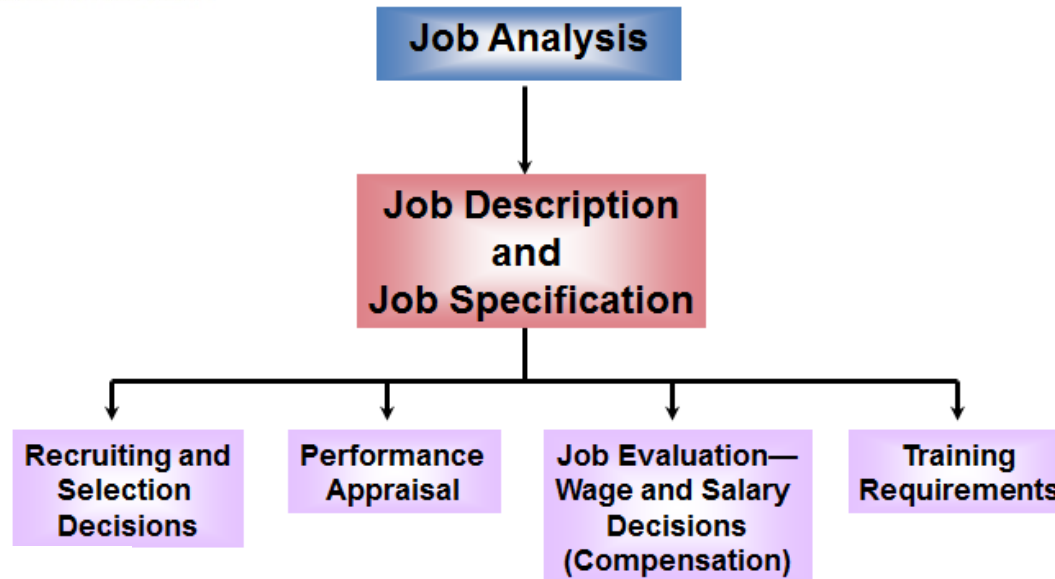 Job Analysis
Job Description
and
Job Specification
Recruiting and
Selection
Decisions
Performance
Appraisal
Job Evaluation—
Wage and Salary
Decisions
(Compensation)
Training
Requirements